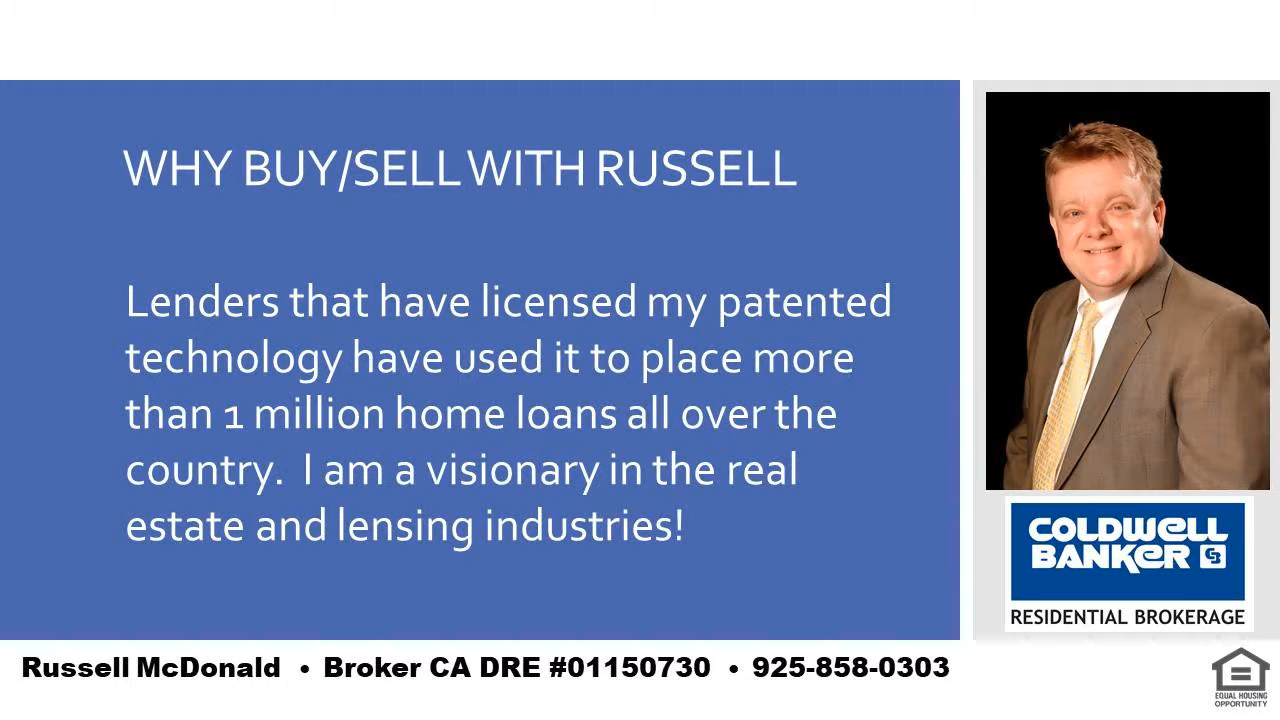 WHY BUY/SELL WITH RUSSELL
Lenders that have licensed my patented
technology have used it to place more
than 1 million home loans all over the
country.  I am a visionary in the real
estate and lensing industries!
COLDWELL
BANKER CB
RESIDENTIAL BROKERAGE
Russell McDonald • Broker CA DRE #01150730 • 925-858-0303
EQUAL HOUSING
OPPORTUNITY